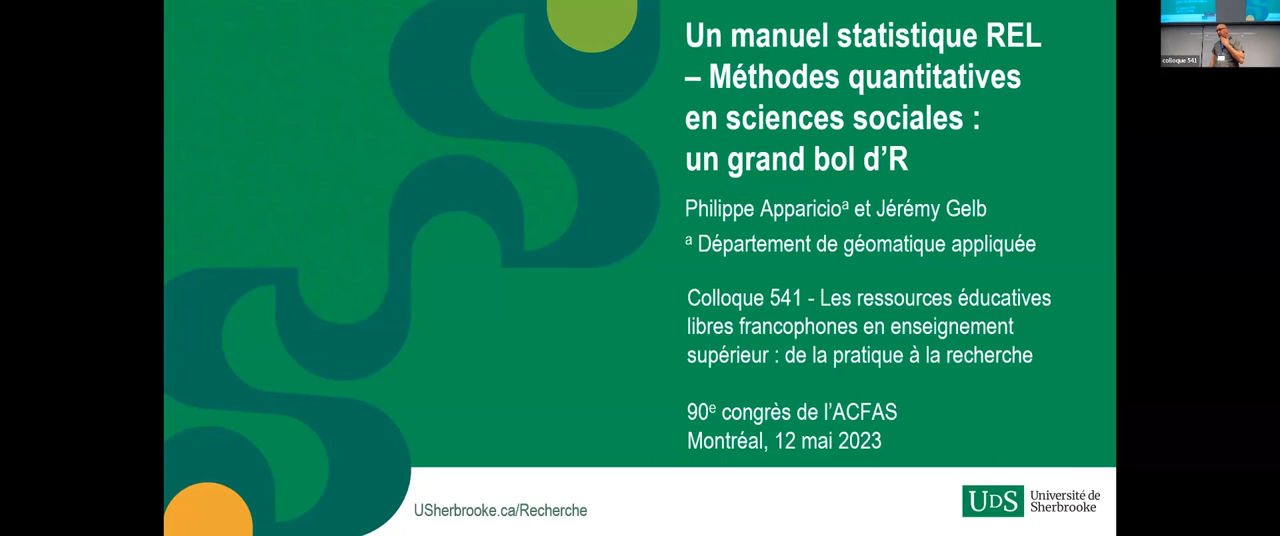 Un manuel statistique REL
– Méthodes quantitatives
en sciences sociales :
un grand bol d’R
Philippe Apparicioᵃ et Jérémy Gelb
ᵃ Département de géomatique appliquée
Colloque 541 - Les ressources éducatives
libres francophones en enseignement
supérieur : de la pratique à la recherche
90ᵉ congrès de l’ACFAS
Montréal, 12 mai 2023
USherbrooke.ca/Recherche
UDS Université de
Sherbrooke
colloque 541